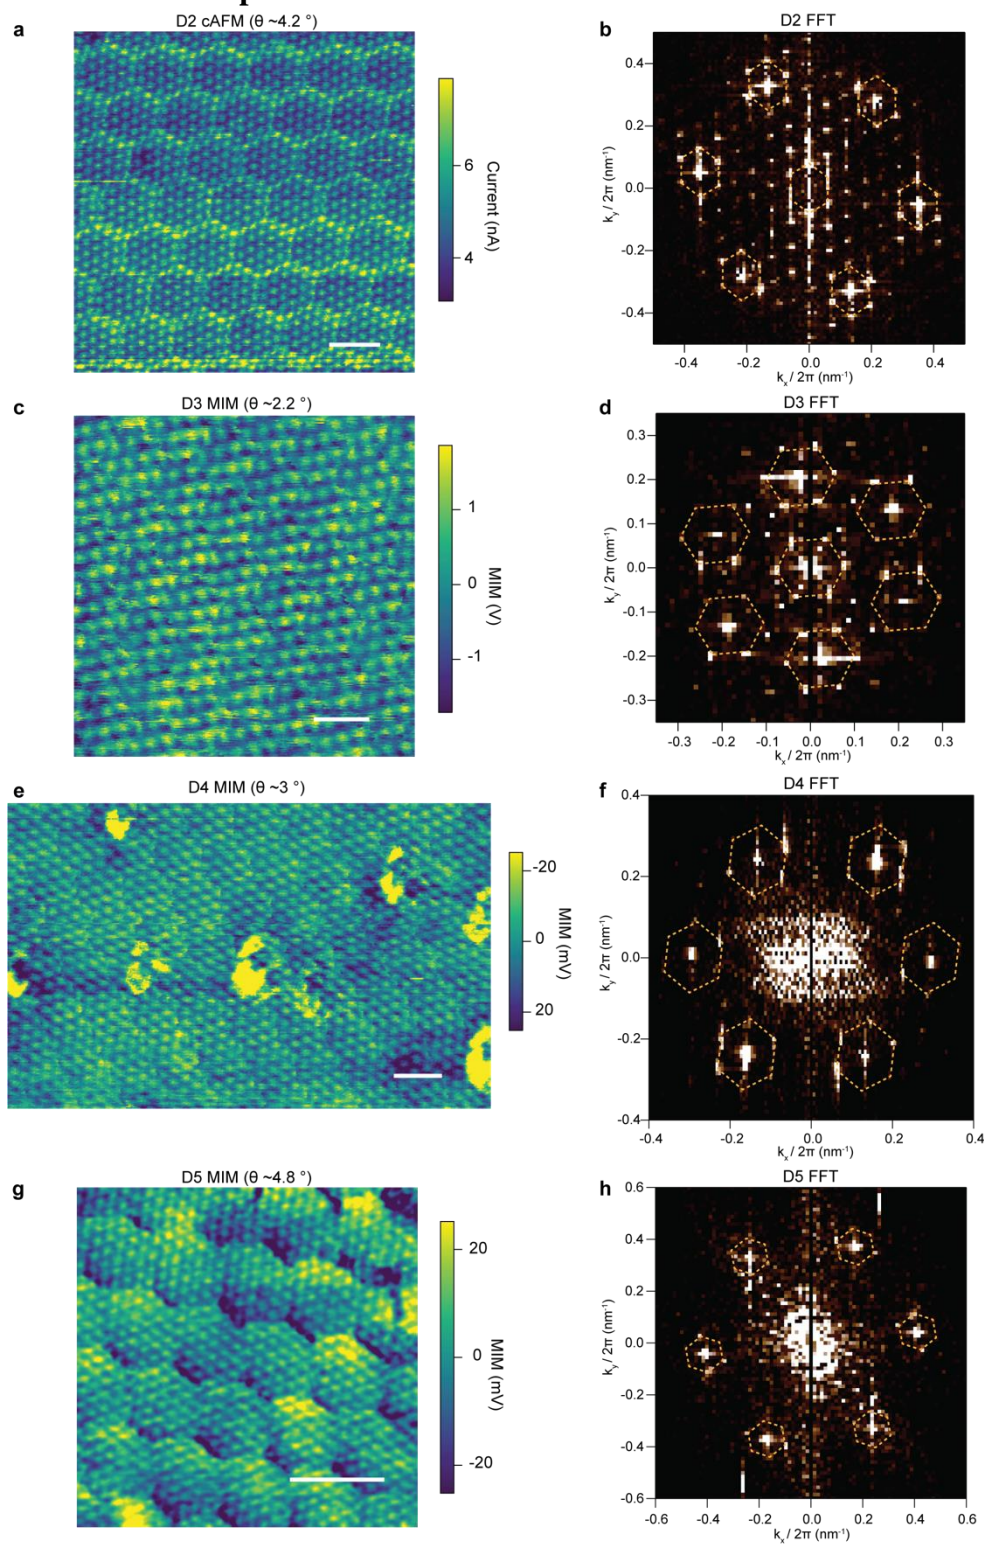 a
D2 cAFM (θ ~4.2 °)
6
4
Current (nA)
b
D2 FFT
0.4
0.2
0.0
-0.2
-0.4
ky / 2π (nm⁻¹)
-0.4 -0.2 0.0 0.2 0.4
kx / 2π (nm⁻¹)
c
D3 MIM (θ ~2.2 °)
1
0
-1
MIM (V)
d
D3 FFT
0.3
0.2
0.1
0.0
-0.1
-0.2
-0.3
ky / 2π (nm⁻¹)
-0.3 -0.2 -0.1 0.0 0.1 0.2 0.3
kx / 2π (nm⁻¹)
e
D4 MIM (θ ~3 °)
-20
0
20
MIM (mV)
f
D4 FFT
0.4
0.2
0.0
-0.2
-0.4
ky / 2π (nm⁻¹)
-0.4 -0.2 0.0 0.2 0.4
kx / 2π (nm⁻¹)
g
D5 MIM (θ ~4.8 °)
20
0
-20
MIM (mV)
h
D5 FFT
0.6
0.4
0.2
0.0
-0.2
-0.4
-0.6
ky / 2π (nm⁻¹)
-0.6 -0.4 -0.2 0.0 0.2 0.4 0.6
kx / 2π (nm⁻¹)